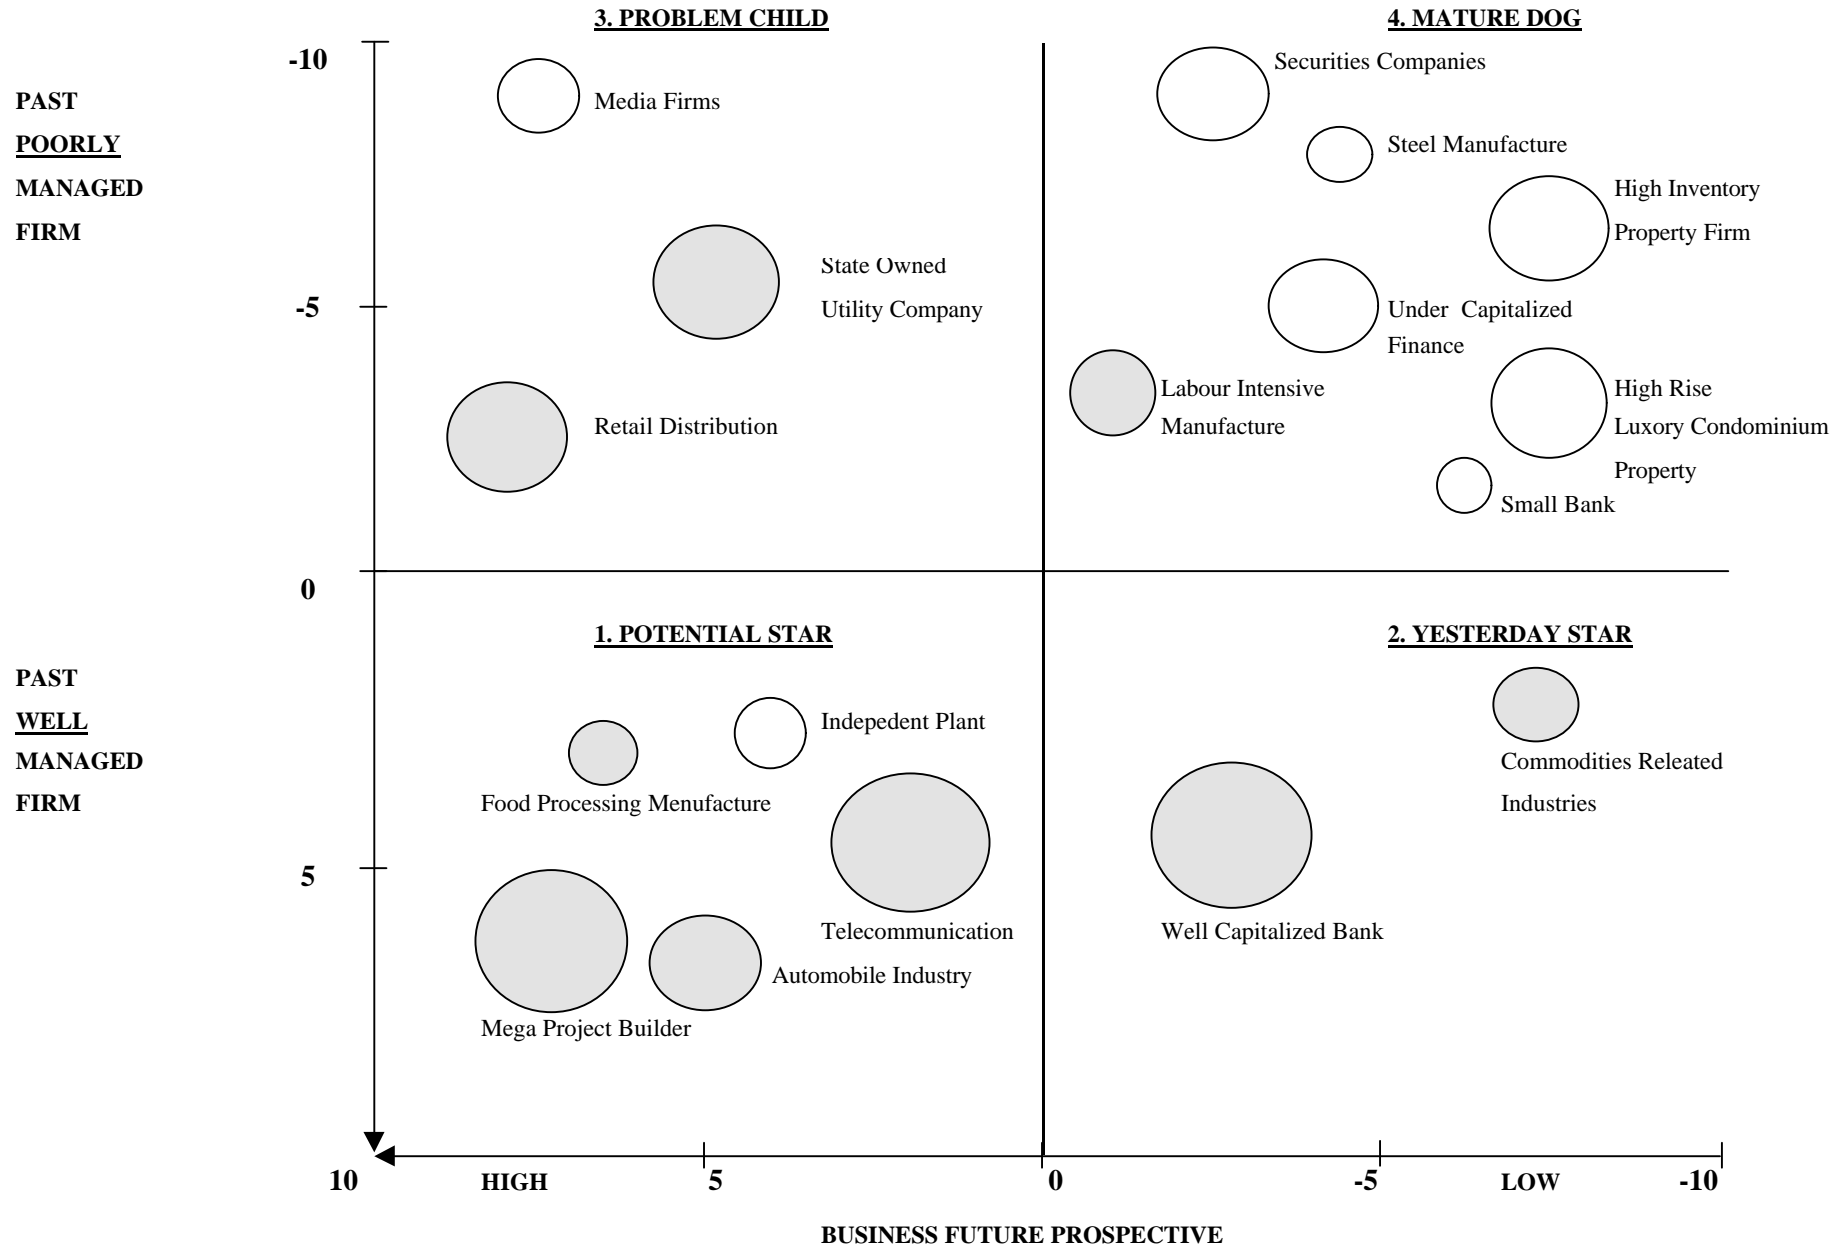 3. PROBLEM CHILD
4. MATURE DOG
-10
Securities Companies
PAST
Media Firms
POORLY
Steel Manufacture
MANAGED
High Inventory
FIRM
Property Firm
State Owned
-5
Utility Company
Under Capitalized
Finance
Labour Intensive
High Rise
Retail Distribution
Manufacture
Luxory Condominium
Property
Small Bank
0
1. POTENTIAL STAR
2. YESTERDAY STAR
PAST
WELL
Indepedent Plant
MANAGED
Commodities Releated
FIRM
Food Processing Menufacture
Industries
5
Telecommunication
Well Capitalized Bank
Automobile Industry
Mega Project Builder
10
HIGH
5
0
-5
LOW
-10
BUSINESS FUTURE PROSPECTIVE